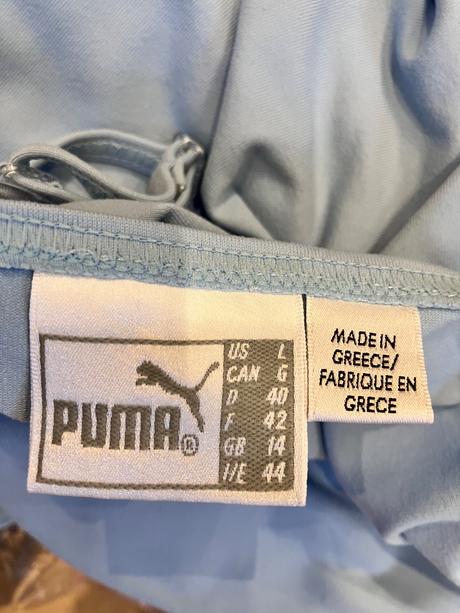 PUMA®
US L
CAN G
D 40
F 42
GB 14
I/E 44
MADE IN
GREECE/
FABRIQUE EN
GRECE